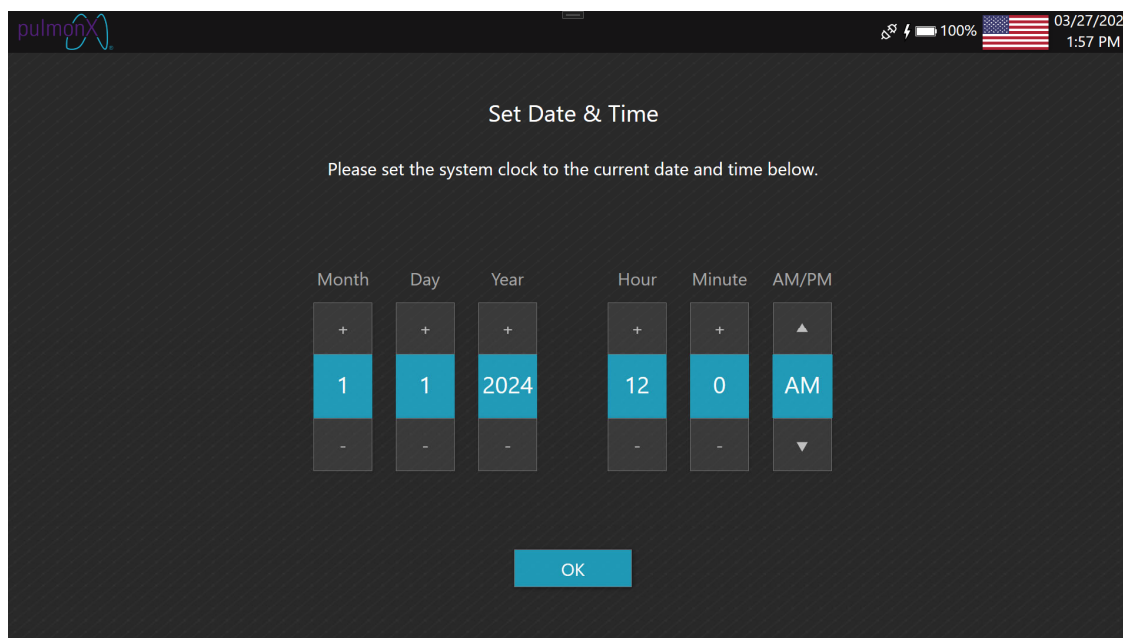 pulmonX®
100%
03/27/202
1:57 PM
Set Date & Time
Please set the system clock to the current date and time below.
Month Day Year Hour Minute AM/PM
+ + + + + ▲
1 1 2024 12 0 AM
- - - - - ▼
OK